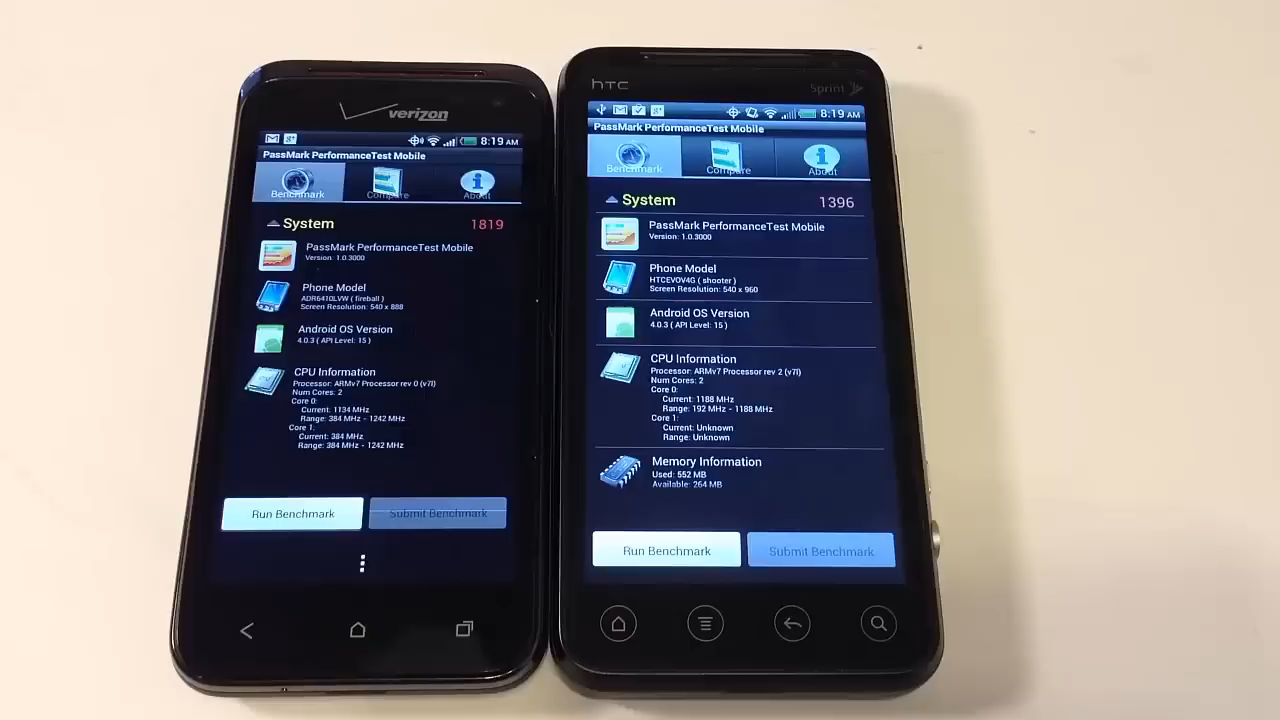 verizon
8:19 AM
PassMark PerformanceTest Mobile
Benchmark
Compare
About
System
1819
PassMark PerformanceTest Mobile
Version: 1.0.3000
Phone Model
ADR6410LVW ( fireball )
Screen Resolution: 540 x 888
Android OS Version
4.0.3 ( API Level: 15 )
CPU Information
Processor: ARMv7 Processor rev 0 (v7l)
Num Cores: 2
Core 0:
Current: 1134 MHz
Range: 384 MHz - 1242 MHz
Core 1:
Current: 384 MHz
Range: 384 MHz - 1242 MHz
Run Benchmark
Submit Benchmark
hTC
Sprint
8:19 AM
PassMark PerformanceTest Mobile
Benchmark
Compare
About
System
1396
PassMark PerformanceTest Mobile
Version: 1.0.3000
Phone Model
HTCEVOV4G ( shooter )
Screen Resolution: 540 x 960
Android OS Version
4.0.3 ( API Level: 15 )
CPU Information
Processor: ARMv7 Processor rev 2 (v7l)
Num Cores: 2
Core 0:
Current: 1188 MHz
Range: 192 MHz - 1188 MHz
Core 1:
Current: Unknown
Range: Unknown
Memory Information
Used: 552 MB
Available: 264 MB
Run Benchmark
Submit Benchmark